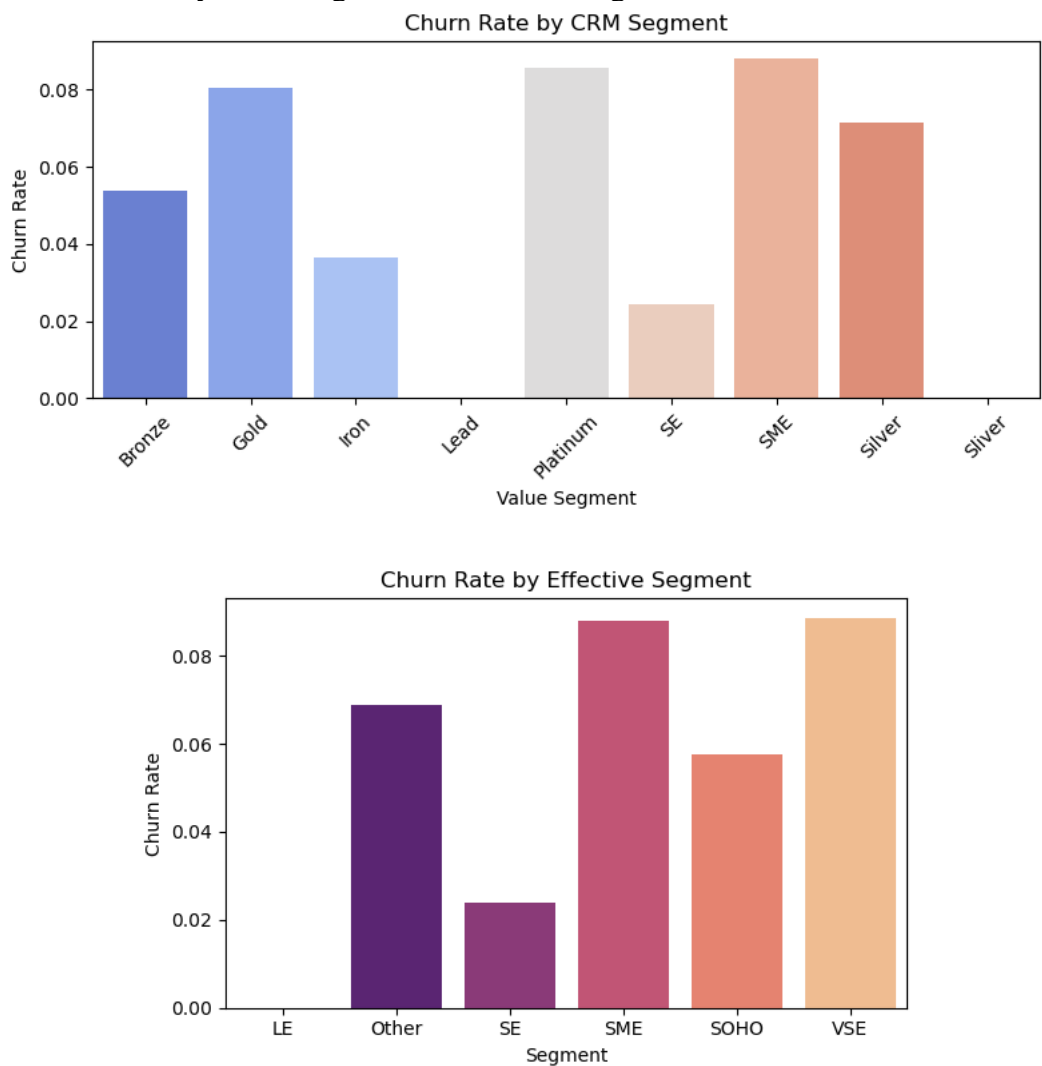 Churn Rate by CRM Segment
Churn Rate
0.08
0.06
0.04
0.02
0.00
Bronze Gold Iron Lead Platinum SE SME Silver Sliver
Value Segment
Churn Rate by Effective Segment
Churn Rate
0.08
0.06
0.04
0.02
0.00
LE Other SE SME SOHO VSE
Segment